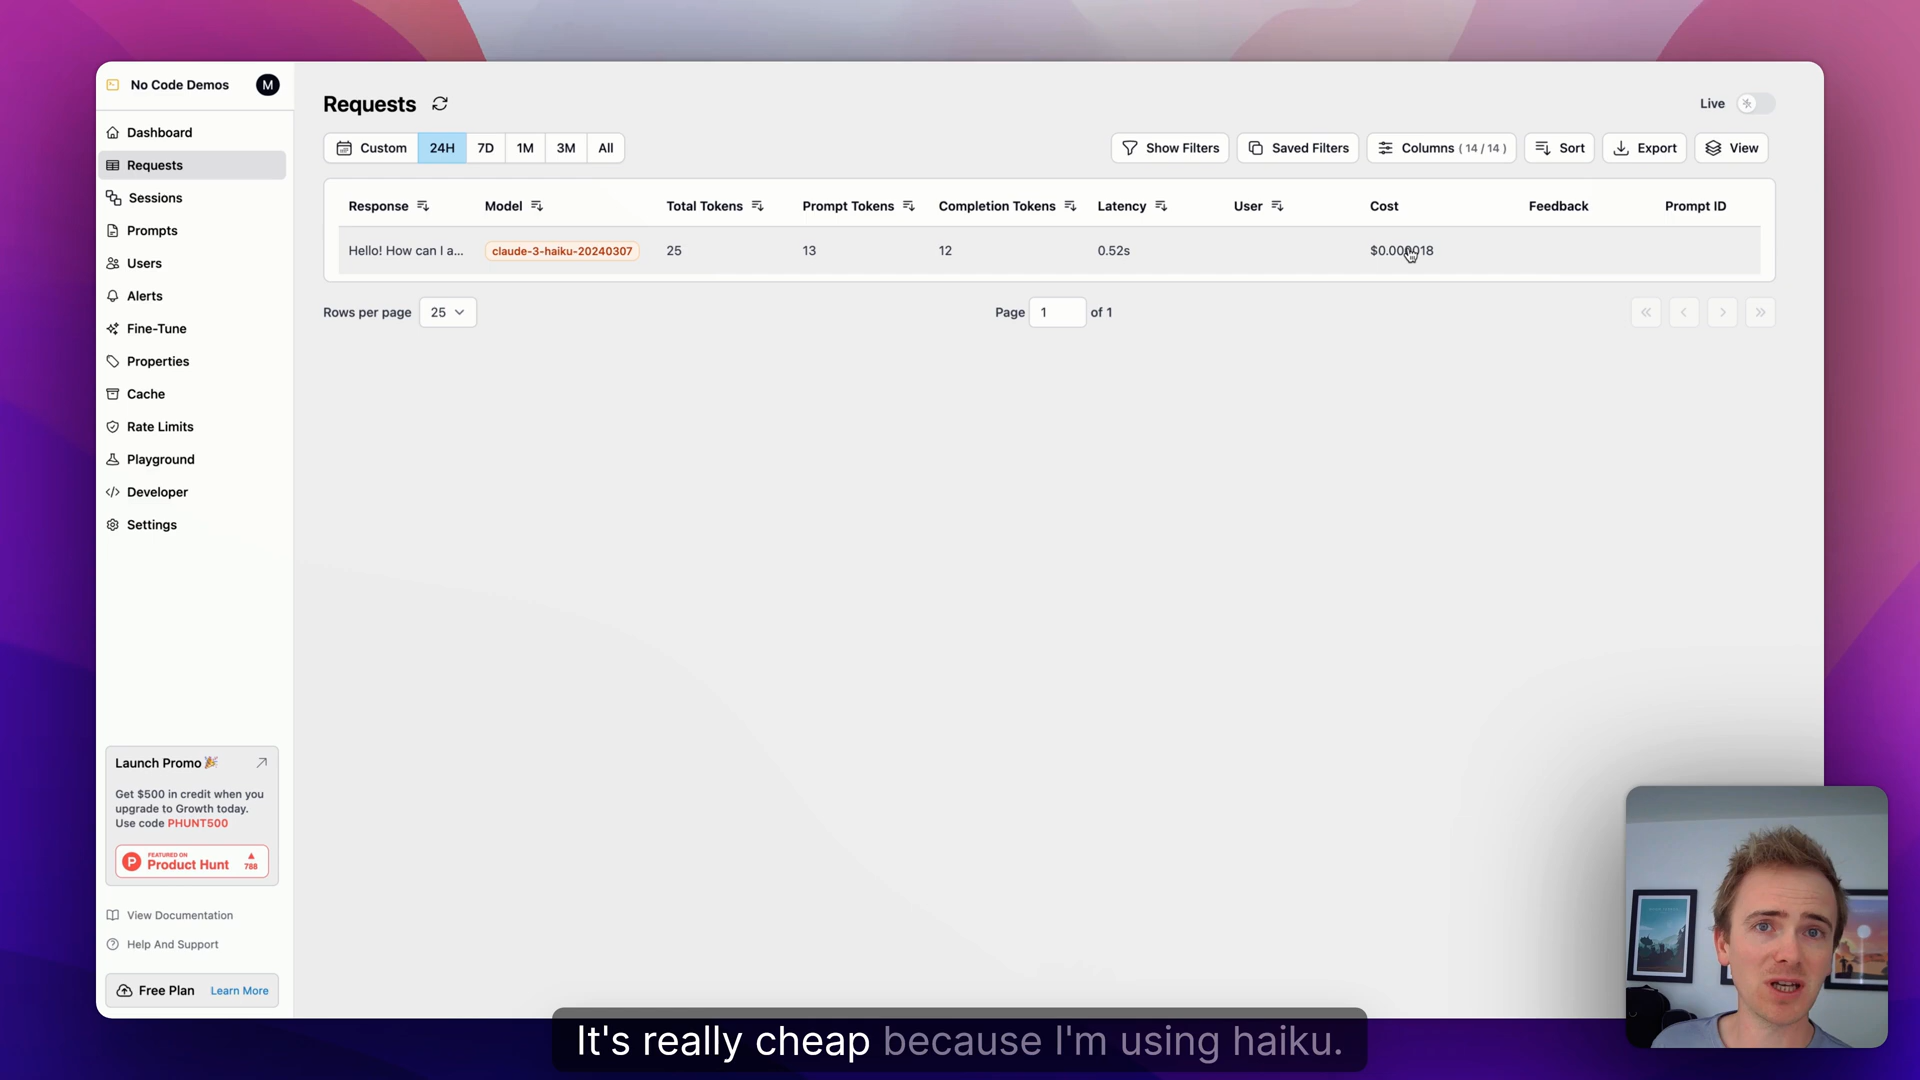 No Code Demos M
Dashboard
Requests
Sessions
Prompts
Users
Alerts
Fine-Tune
Properties
Cache
Rate Limits
Playground
Developer
Settings
Launch Promo
Get $500 in credit when you
upgrade to Growth today.
Use code PHUNT500
P FEATURED ON
Product Hunt 788
View Documentation
Help And Support
Free Plan Learn More
Requests
Live
Custom 24H 7D 1M 3M All
Show Filters Saved Filters Columns ( 14 / 14 ) Sort Export View
Response Model Total Tokens Prompt Tokens Completion Tokens Latency User Cost Feedback Prompt ID
Hello! How can I a... claude-3-haiku-20240307 25 13 12 0.52s $0.000018
Rows per page 25
Page 1 of 1
It's really cheap because I'm using haiku.